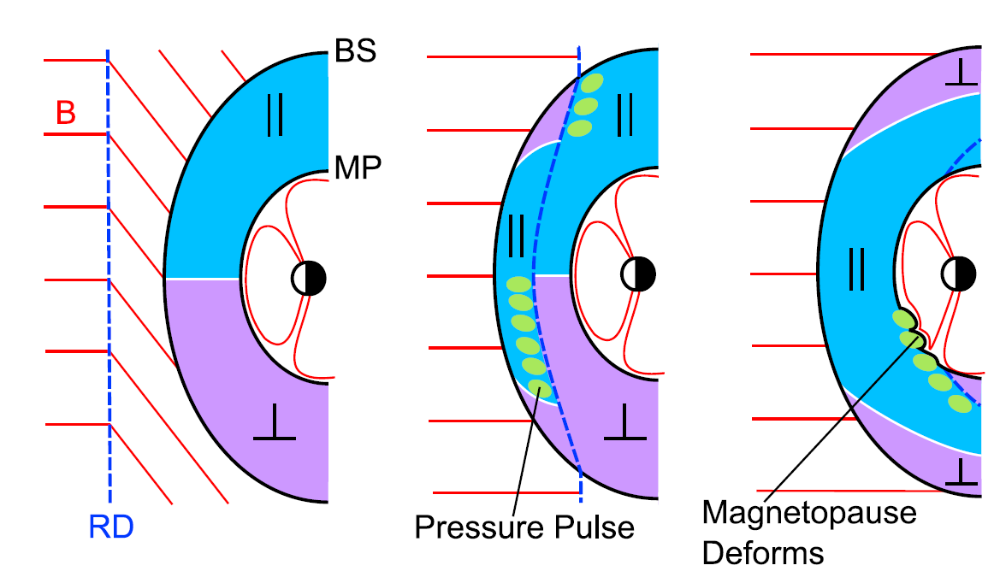 BS
B
||
MP
⊥
RD
||
||
⊥
Pressure Pulse
⊥
||
⊥
Magnetopause
Deforms